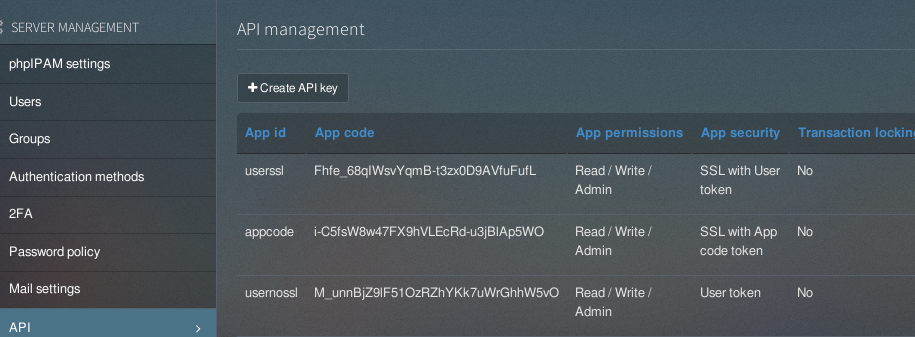 SERVER MANAGEMENT
phpIPAM settings
Users
Groups
Authentication methods
2FA
Password policy
Mail settings
API
API management
Create API key
App id App code App permissions App security Transaction locking
userssl Fhfe_68qIWsvYqmB-t3zx0D9AVfuFufL Read / Write / SSL with User No
Admin token
appcode i-C5fsW8w47FX9hVLEcRd-u3jBIAp5WO Read / Write / SSL with App No
Admin code token
usernossl M_unnBjZ9lF51OzRZhYKk7uWrGhhW5vO Read / Write / User token No
Admin